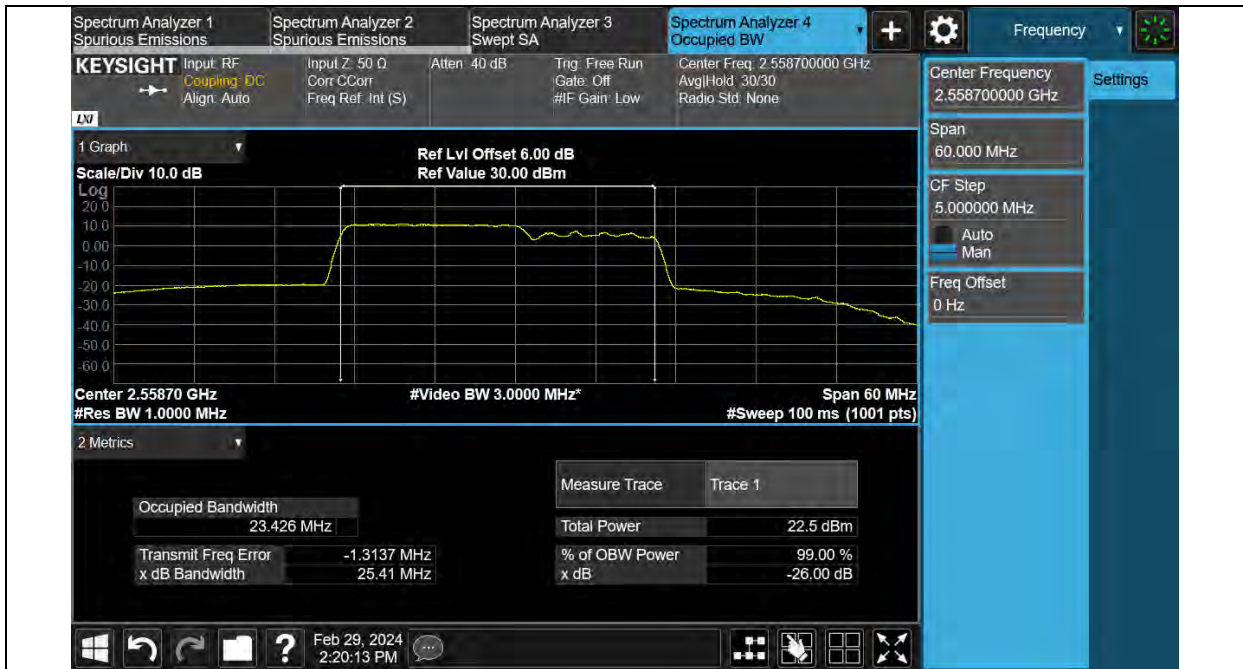 Spectrum Analyzer 1
Spurious Emissions
Spectrum Analyzer 2
Spurious Emissions
Spectrum Analyzer 3
Swept SA
Spectrum Analyzer 4
Occupied BW
Frequency
KEYSIGHT
Input: RF
Coupling: DC
Align: Auto
Input Z: 50 Ω
Corr CCorr
Freq Ref: Int (S)
Atten: 40 dB
Trig: Free Run
Gate: Off
#IF Gain: Low
Center Freq: 2.558700000 GHz
Avg|Hold: 30/30
Radio Std: None
LXI
Center Frequency
2.558700000 GHz
Settings
Span
60.000 MHz
CF Step
5.000000 MHz
Auto
Man
Freq Offset
0 Hz
1 Graph
Scale/Div 10.0 dB
Ref Lvl Offset 6.00 dB
Ref Value 30.00 dBm
Log
20.0
10.0
0.00
-10.0
-20.0
-30.0
-40.0
-50.0
-60.0
Center 2.55870 GHz
#Video BW 3.0000 MHz*
Span 60 MHz
#Res BW 1.0000 MHz
#Sweep 100 ms (1001 pts)
2 Metrics
Measure Trace
Trace 1
Occupied Bandwidth
23.426 MHz
Total Power
22.5 dBm
Transmit Freq Error
-1.3137 MHz
% of OBW Power
99.00 %
x dB Bandwidth
25.41 MHz
x dB
-26.00 dB
Feb 29, 2024
2:20:13 PM